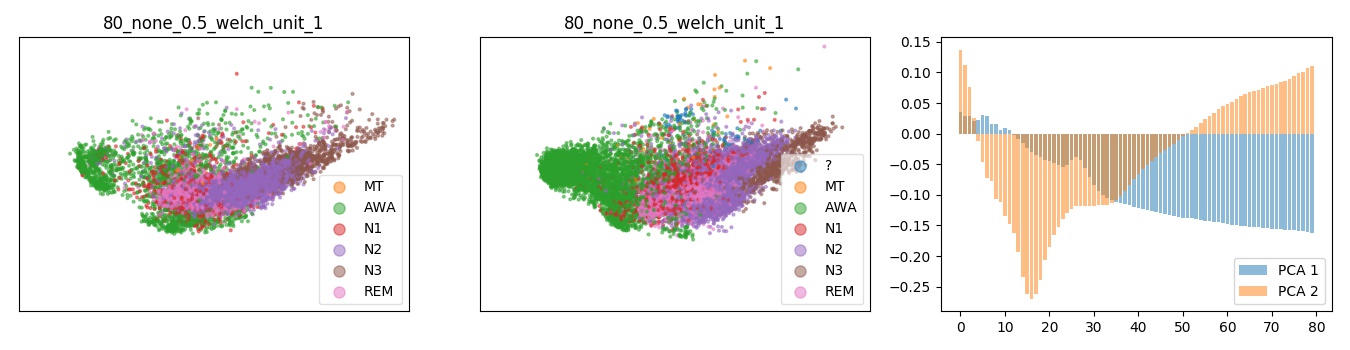 80_none_0.5_welch_unit_1
MT
AWA
N1
N2
N3
REM
80_none_0.5_welch_unit_1
?
MT
AWA
N1
N2
N3
REM
0.15
0.10
0.05
0.00
−0.05
−0.10
−0.15
−0.20
−0.25
PCA 1
PCA 2
0 10 20 30 40 50 60 70 80